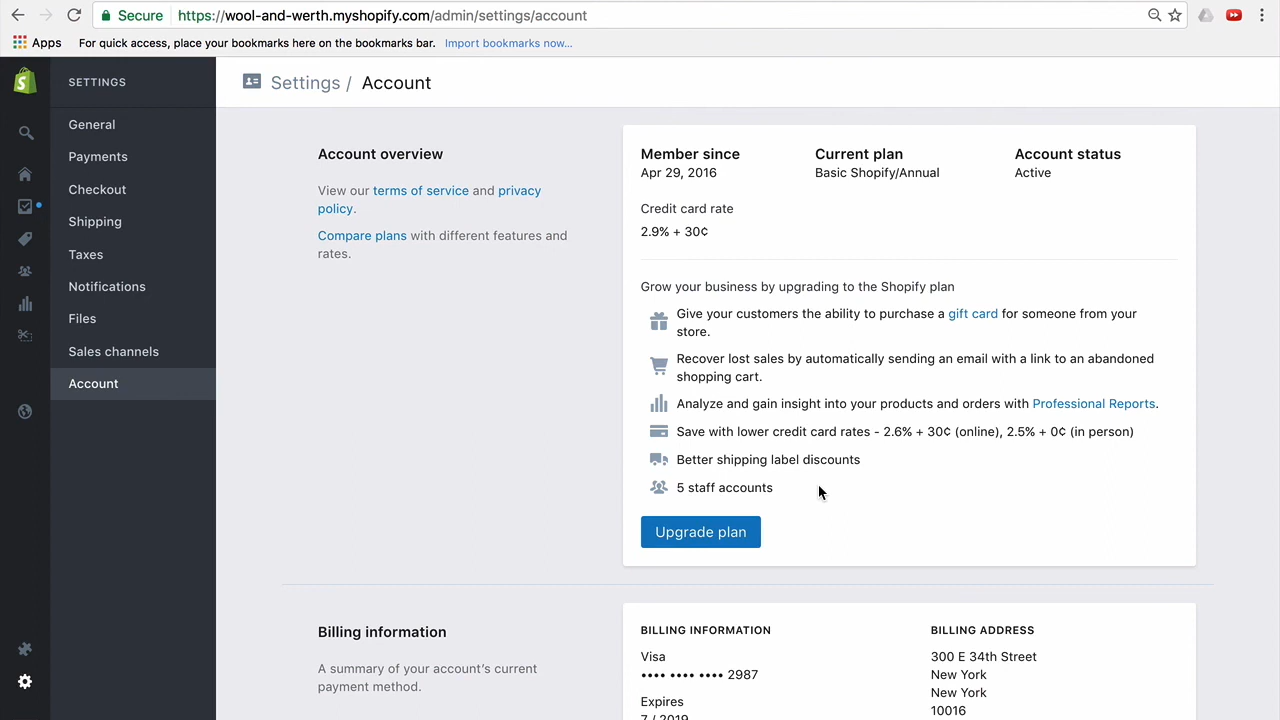 Secure
https://wool-and-werth.myshopify.com/admin/settings/account
Apps
For quick access, place your bookmarks here on the bookmarks bar.
Import bookmarks now...
SETTINGS
General
Payments
Checkout
Shipping
Taxes
Notifications
Files
Sales channels
Account
Settings / Account
Account overview
View our terms of service and privacy
policy.
Compare plans with different features and
rates.
Member since
Apr 29, 2016
Current plan
Basic Shopify/Annual
Account status
Active
Credit card rate
2.9% + 30¢
Grow your business by upgrading to the Shopify plan
Give your customers the ability to purchase a gift card for someone from your
store.
Recover lost sales by automatically sending an email with a link to an abandoned
shopping cart.
Analyze and gain insight into your products and orders with Professional Reports.
Save with lower credit card rates - 2.6% + 30¢ (online), 2.5% + 0¢ (in person)
Better shipping label discounts
5 staff accounts
Upgrade plan
Billing information
A summary of your account's current
payment method.
BILLING INFORMATION
Visa
•••• •••• •••• 2987
Expires
7 / 2019
BILLING ADDRESS
300 E 34th Street
New York
New York
10016